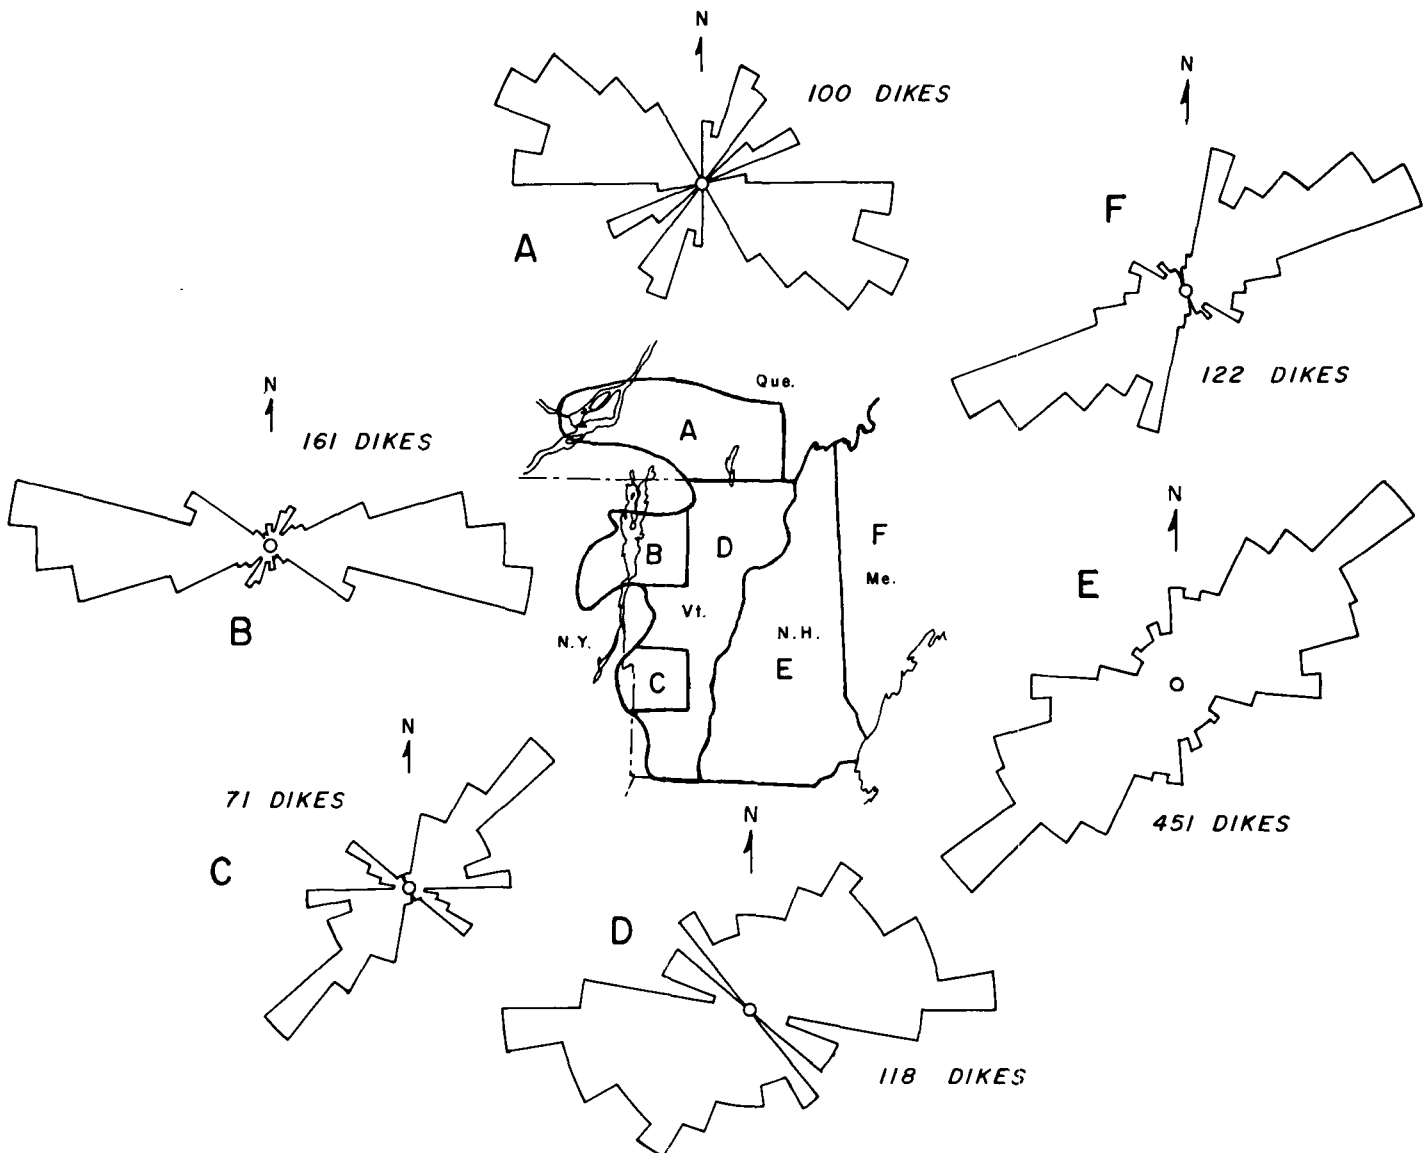 N
100 DIKES
A
N
F
122 DIKES
N
161 DIKES
B
Que.
A
B
D
F
Me.
Vt.
N.Y.
N.H.
E
C
N
E
451 DIKES
N
71 DIKES
C
N
D
118 DIKES